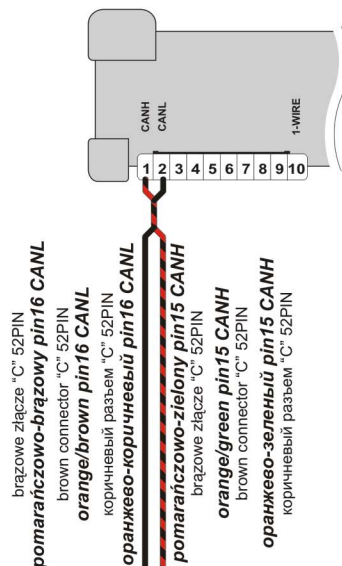 CANH
CANL
1-WIRE
1 2 3 4 5 6 7 8 9 10
brązowe złącze "C" 52PIN
pomarańczowo-brązowy pin16 CANL
brown connector "C" 52PIN
orange/brown pin16 CANL
коричневый разъем "C" 52PIN
оранжево-коричневый pin16 CANL
pomarańczowo-zielony pin15 CANH
brązowe złącze "C" 52PIN
orange/green pin15 CANH
brown connector "C" 52PIN
оранжево-зеленый pin15 CANH
коричневый разъем "C" 52PIN